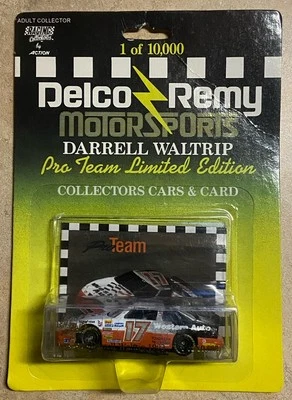 ADULT COLLECTOR
RACING
by
ACTION
1 of 10,000
Delco Remy
MOTORSPORTS
DARRELL WALTRIP
Pro Team Limited Edition
COLLECTORS CARS & CARD
Team
17
17
Western Auto